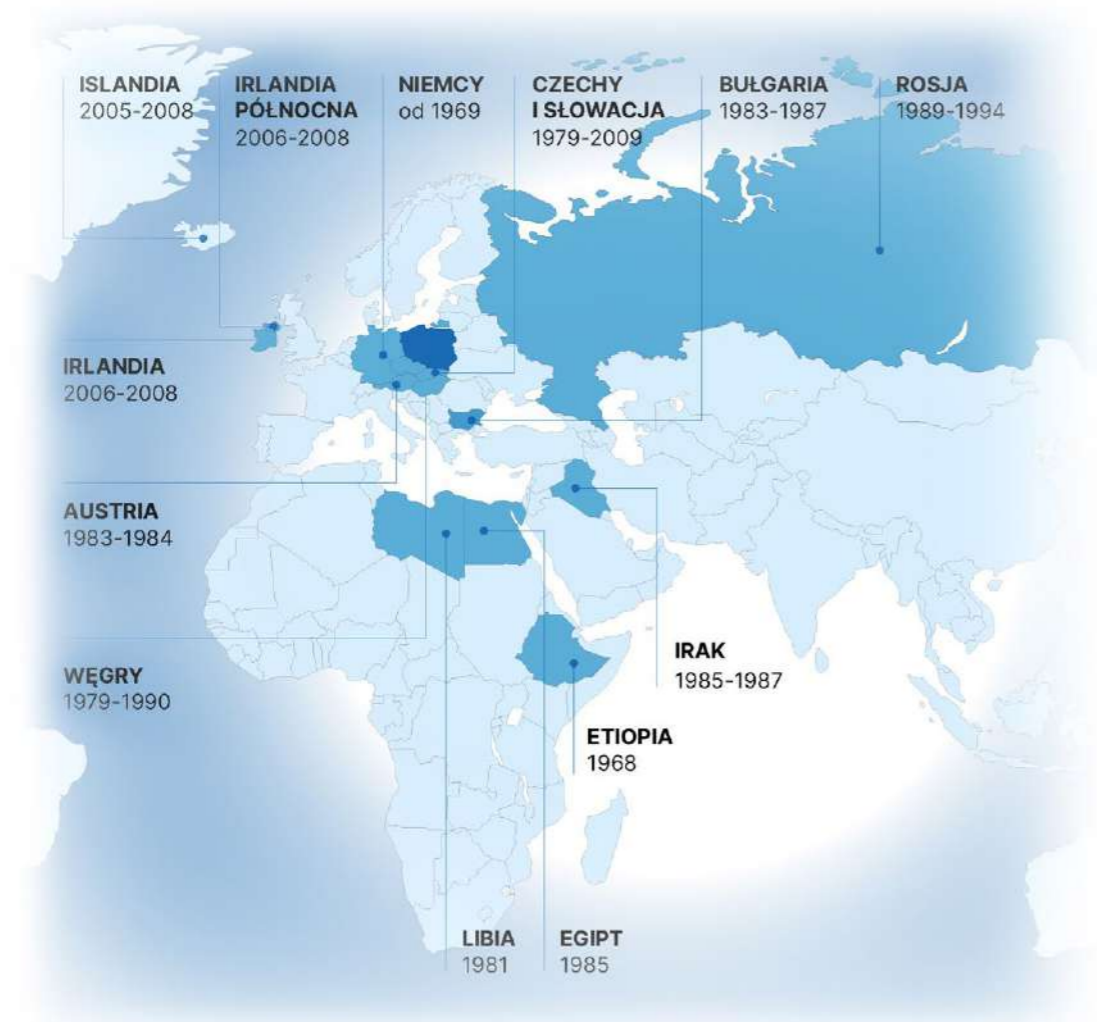 ISLANDIA
2005-2008
IRLANDIA
PÓŁNOCNA
2006-2008
NIEMCY
od 1969
CZECHY
I SŁOWACJA
1979-2009
BUŁGARIA
1983-1987
ROSJA
1989-1994
IRLANDIA
2006-2008
AUSTRIA
1983-1984
WĘGRY
1979-1990
IRAK
1985-1987
ETIOPIA
1968
LIBIA
1981
EGIPT
1985